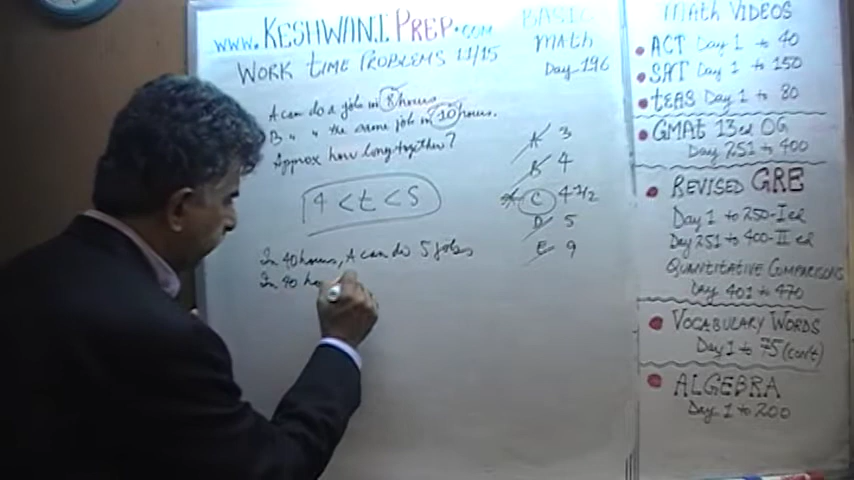 www.KESHWANIPREP.com
WORK TIME PROBLEMS 11/15
BASIC
MATH
Day 196
A can do a job in 8 hours.
B " " the same job in 10 hours.
Approx how long together?
4 < t < 5
In 40 hours, A can do 5 jobs
In 40 ho
A 3
B 4
C 4 1/2
D 5
E 9
MATH VIDEOS
ACT Day 1 to 40
SAT Day 1 to 150
TEAS Day 1 to 80
GMAT 13 ed OG
Day 251 to 400
REVISED GRE
Day 1 to 250-I ed
Day 251 to 400-II ed
QUANTITATIVE COMPARISONS
Day 401 to 470
VOCABULARY WORDS
Day 1 to 75 (con't)
ALGEBRA
Day 1 to 200